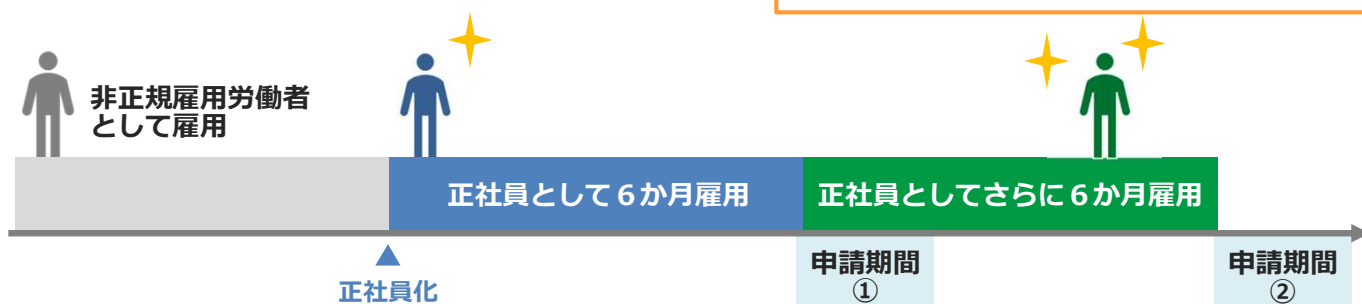 非正規雇用労働者
として雇用
正社員として６か月雇用
正社員としてさらに６か月雇用
正社員化
申請期間
①
申請期間
②